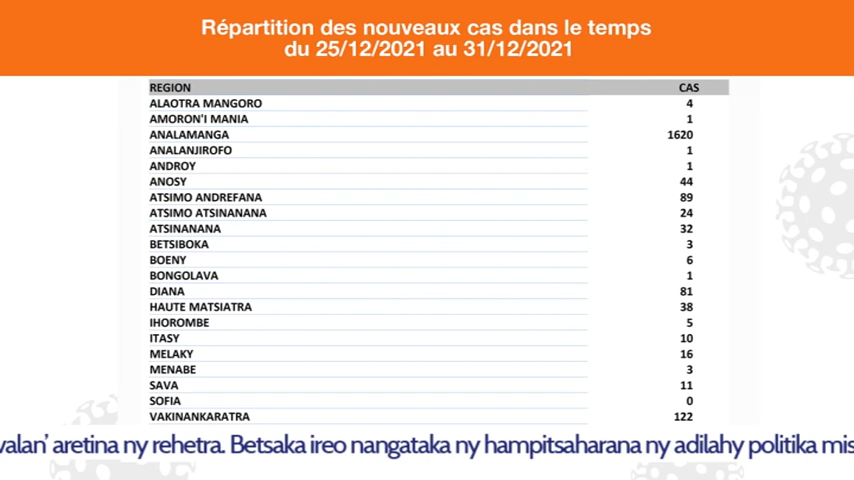 Répartition des nouveaux cas dans le temps
du 25/12/2021 au 31/12/2021
REGION CAS
ALAOTRA MANGORO 4
AMORON'I MANIA 1
ANALAMANGA 1620
ANALANJIROFO 1
ANDROY 1
ANOSY 44
ATSIMO ANDREFANA 89
ATSIMO ATSINANANA 24
ATSINANANA 32
BETSIBOKA 3
BOENY 6
BONGOLAVA 1
DIANA 81
HAUTE MATSIATRA 38
IHOROMBE 5
ITASY 10
MELAKY 16
MENABE 3
SAVA 11
SOFIA 0
VAKINANKARATRA 122
valan’ aretina ny rehetra. Betsaka ireo nangataka ny hampitsaharana ny adilahy politika mis